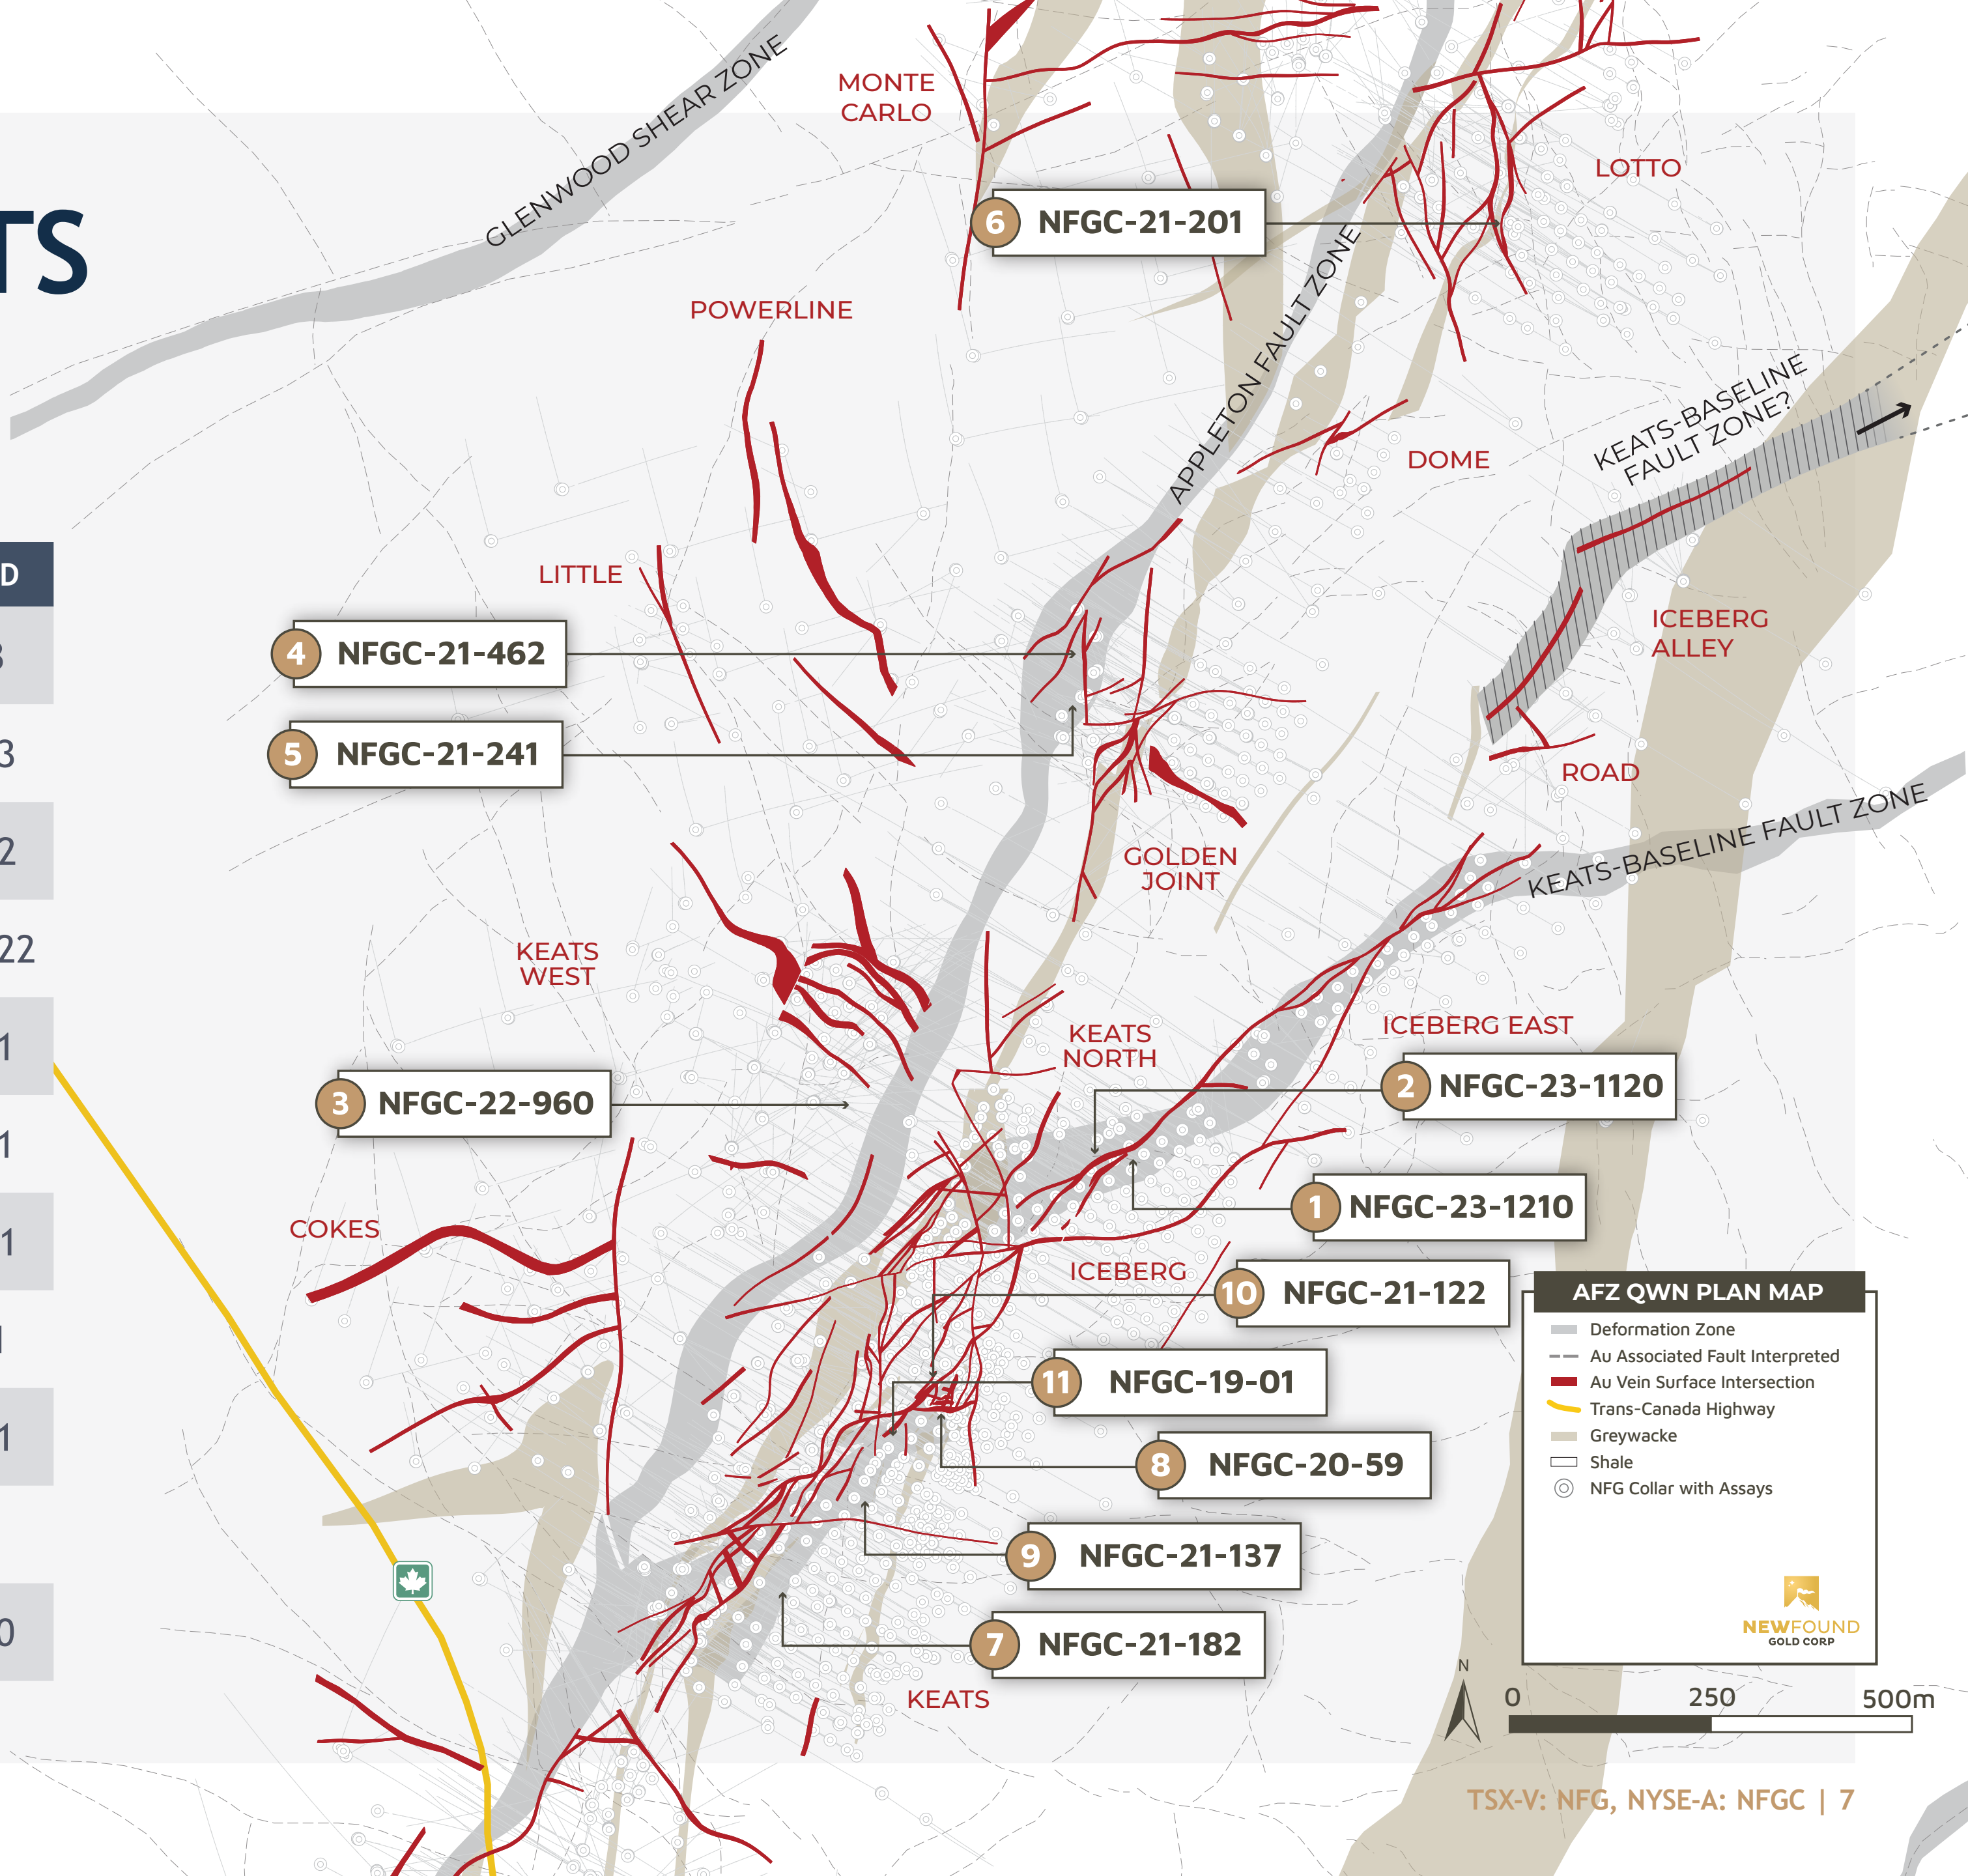 TS
D
3
3
2
22
1
1
1
1
1
0
GLENWOOD SHEAR ZONE
MONTE
CARLO
LOTTO
6 NFGC-21-201
POWERLINE
APPLETON FAULT ZONE
KEATS-BASELINE
FAULT ZONE?
DOME
LITTLE
ICEBERG
ALLEY
4 NFGC-21-462
5 NFGC-21-241
ROAD
KEATS-BASELINE FAULT ZONE
GOLDEN
JOINT
KEATS
WEST
ICEBERG EAST
KEATS
NORTH
2 NFGC-23-1120
3 NFGC-22-960
1 NFGC-23-1210
COKES
ICEBERG
10 NFGC-21-122
11 NFGC-19-01
8 NFGC-20-59
9 NFGC-21-137
7 NFGC-21-182
KEATS
AFZ QWN PLAN MAP
Deformation Zone
Au Associated Fault Interpreted
Au Vein Surface Intersection
Trans-Canada Highway
Greywacke
Shale
NFG Collar with Assays
NEWFOUND
GOLD CORP
N
0 250 500m
TSX-V: NFG, NYSE-A: NFGC | 7